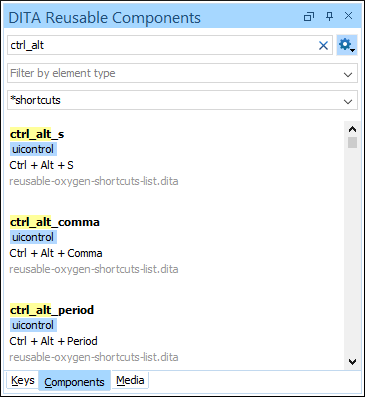 DITA Reusable Components
ctrl_alt
Filter by element type
*shortcuts
ctrl_alt_s
uicontrol
Ctrl + Alt + S
reusable-oxygen-shortcuts-list.dita
ctrl_alt_comma
uicontrol
Ctrl + Alt + Comma
reusable-oxygen-shortcuts-list.dita
ctrl_alt_period
uicontrol
Ctrl + Alt + Period
reusable-oxygen-shortcuts-list.dita
Keys Components Media